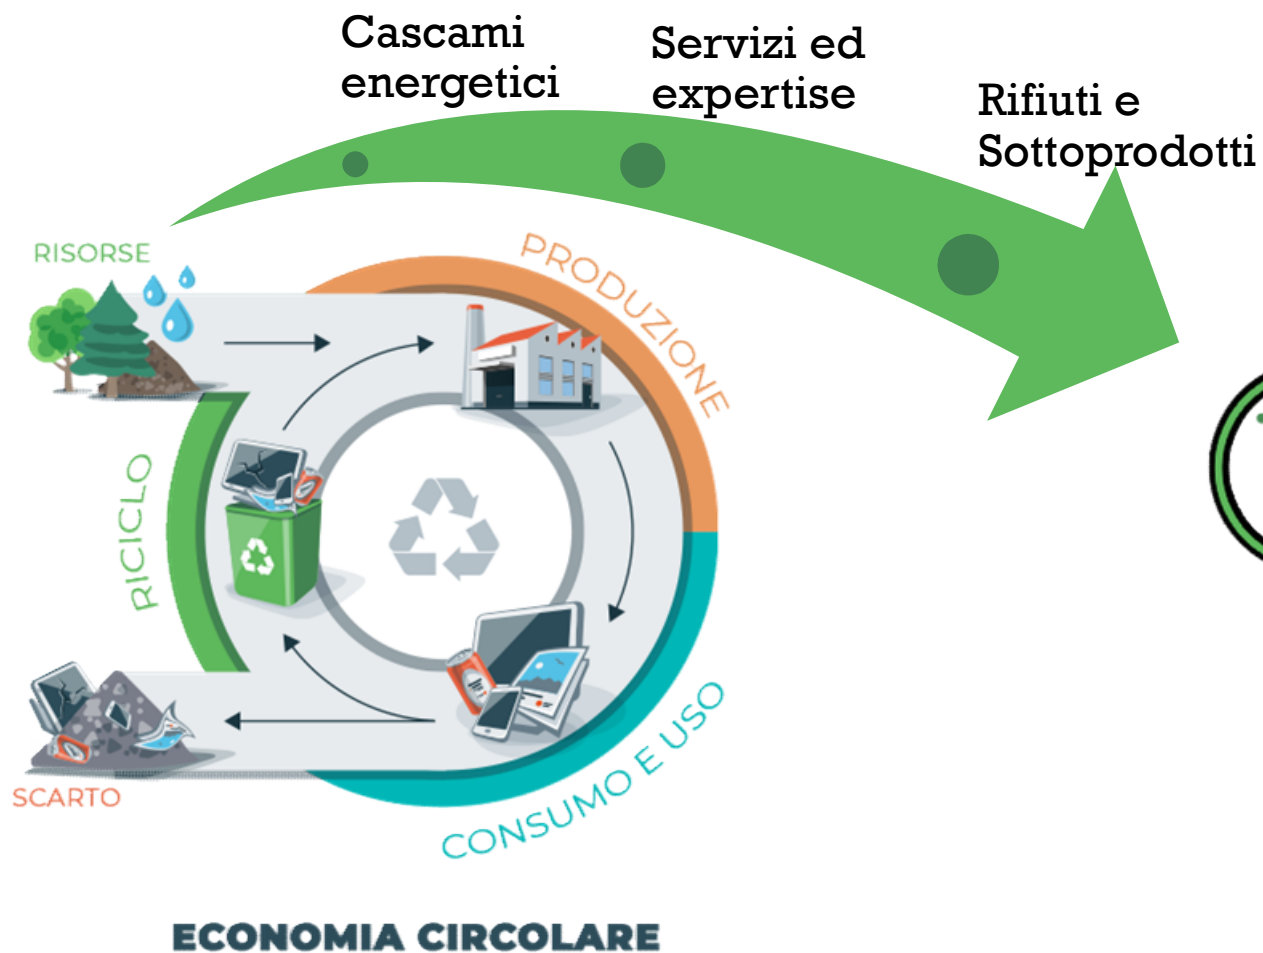 Cascami
energetici
Servizi ed
expertise
Rifiuti e
Sottoprodotti
RISORSE
PRODUZIONE
RICICLO
CONSUMO E USO
SCARTO
ECONOMIA CIRCOLARE